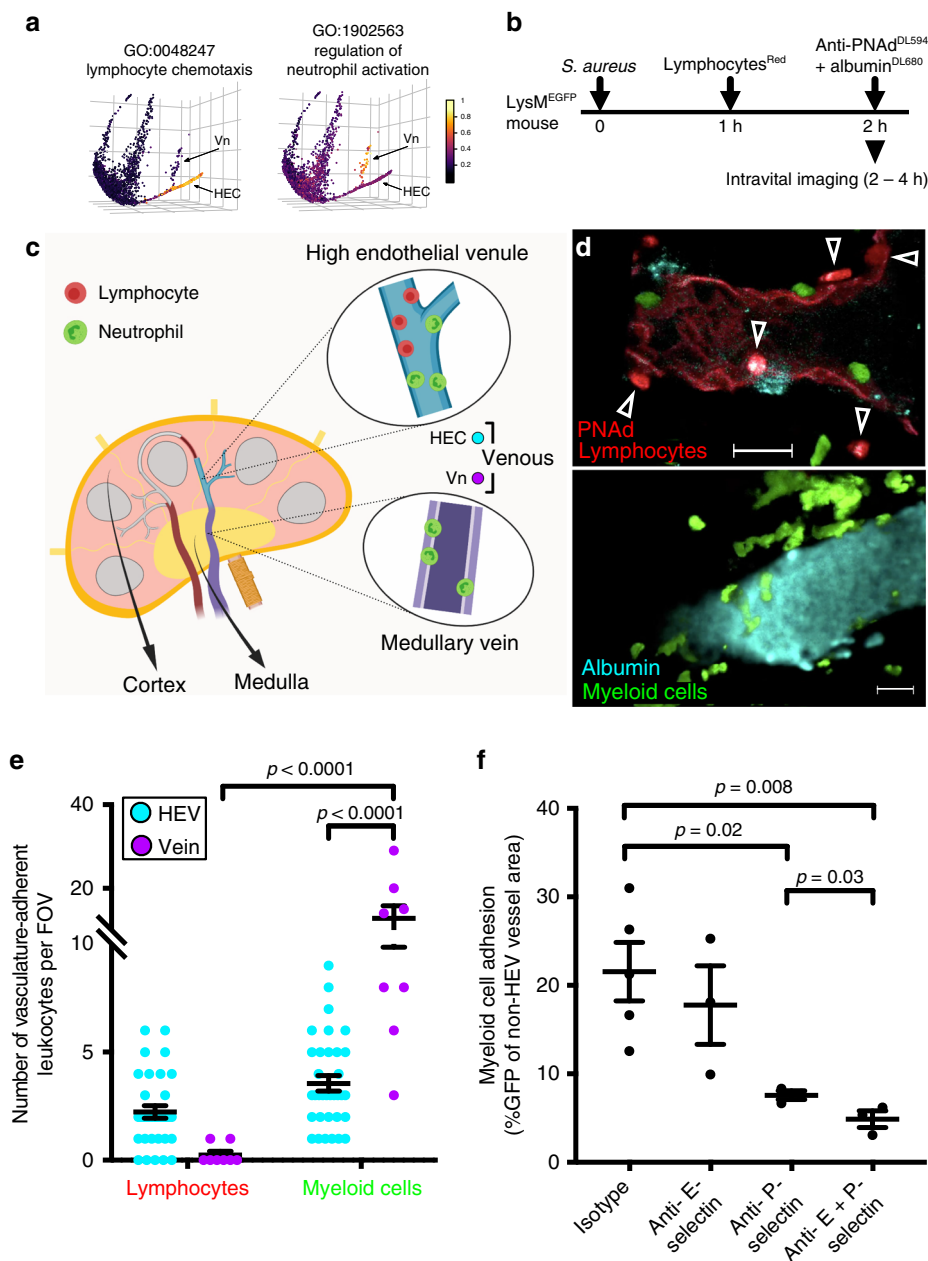 a
GO:0048247
lymphocyte chemotaxis
GO:1902563
regulation of
neutrophil activation
Vn
HEC
Vn
HEC
1
0.8
0.6
0.4
0.2
b
S. aureus
Lymphocytes^Red
Anti-PNAd^DL594
+ albumin^DL680
LysM^EGFP
mouse
0
1 h
2 h
Intravital imaging (2 – 4 h)
c
High endothelial venule
Lymphocyte
Neutrophil
HEC
Venous
Vn
Medullary vein
Cortex
Medulla
d
PNAd
Lymphocytes
Albumin
Myeloid cells
e
p < 0.0001
p < 0.0001
HEV
Vein
Number of vasculature-adherent
leukocytes per FOV
40
20
10
5
0
Lymphocytes
Myeloid cells
f
p = 0.008
p = 0.02
p = 0.03
Myeloid cell adhesion
(%GFP of non-HEV vessel area)
40
30
20
10
0
Isotype
Anti- E-
selectin
Anti- P-
selectin
Anti- E + P-
selectin